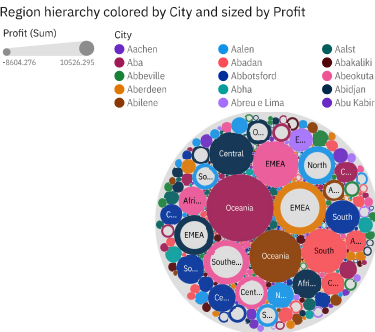 Region hierarchy colored by City and sized by Profit
Profit (Sum)
-8604.276
10526.295
City
Aachen
Aalen
Aalst
Aba
Abadan
Abakaliki
Abbeville
Abbotsford
Abeokuta
Aberdeen
Abha
Abidjan
Abilene
Abreu e Lima
Abu Kabir
O...
E...
Central
EMEA
North
So...
C...
A...
Afri...
Oceania
EMEA
C...
South
EMEA
A...
Southe...
Oceania
South
So...
Afri...
C...
Cent...
N...
Ce...
S...